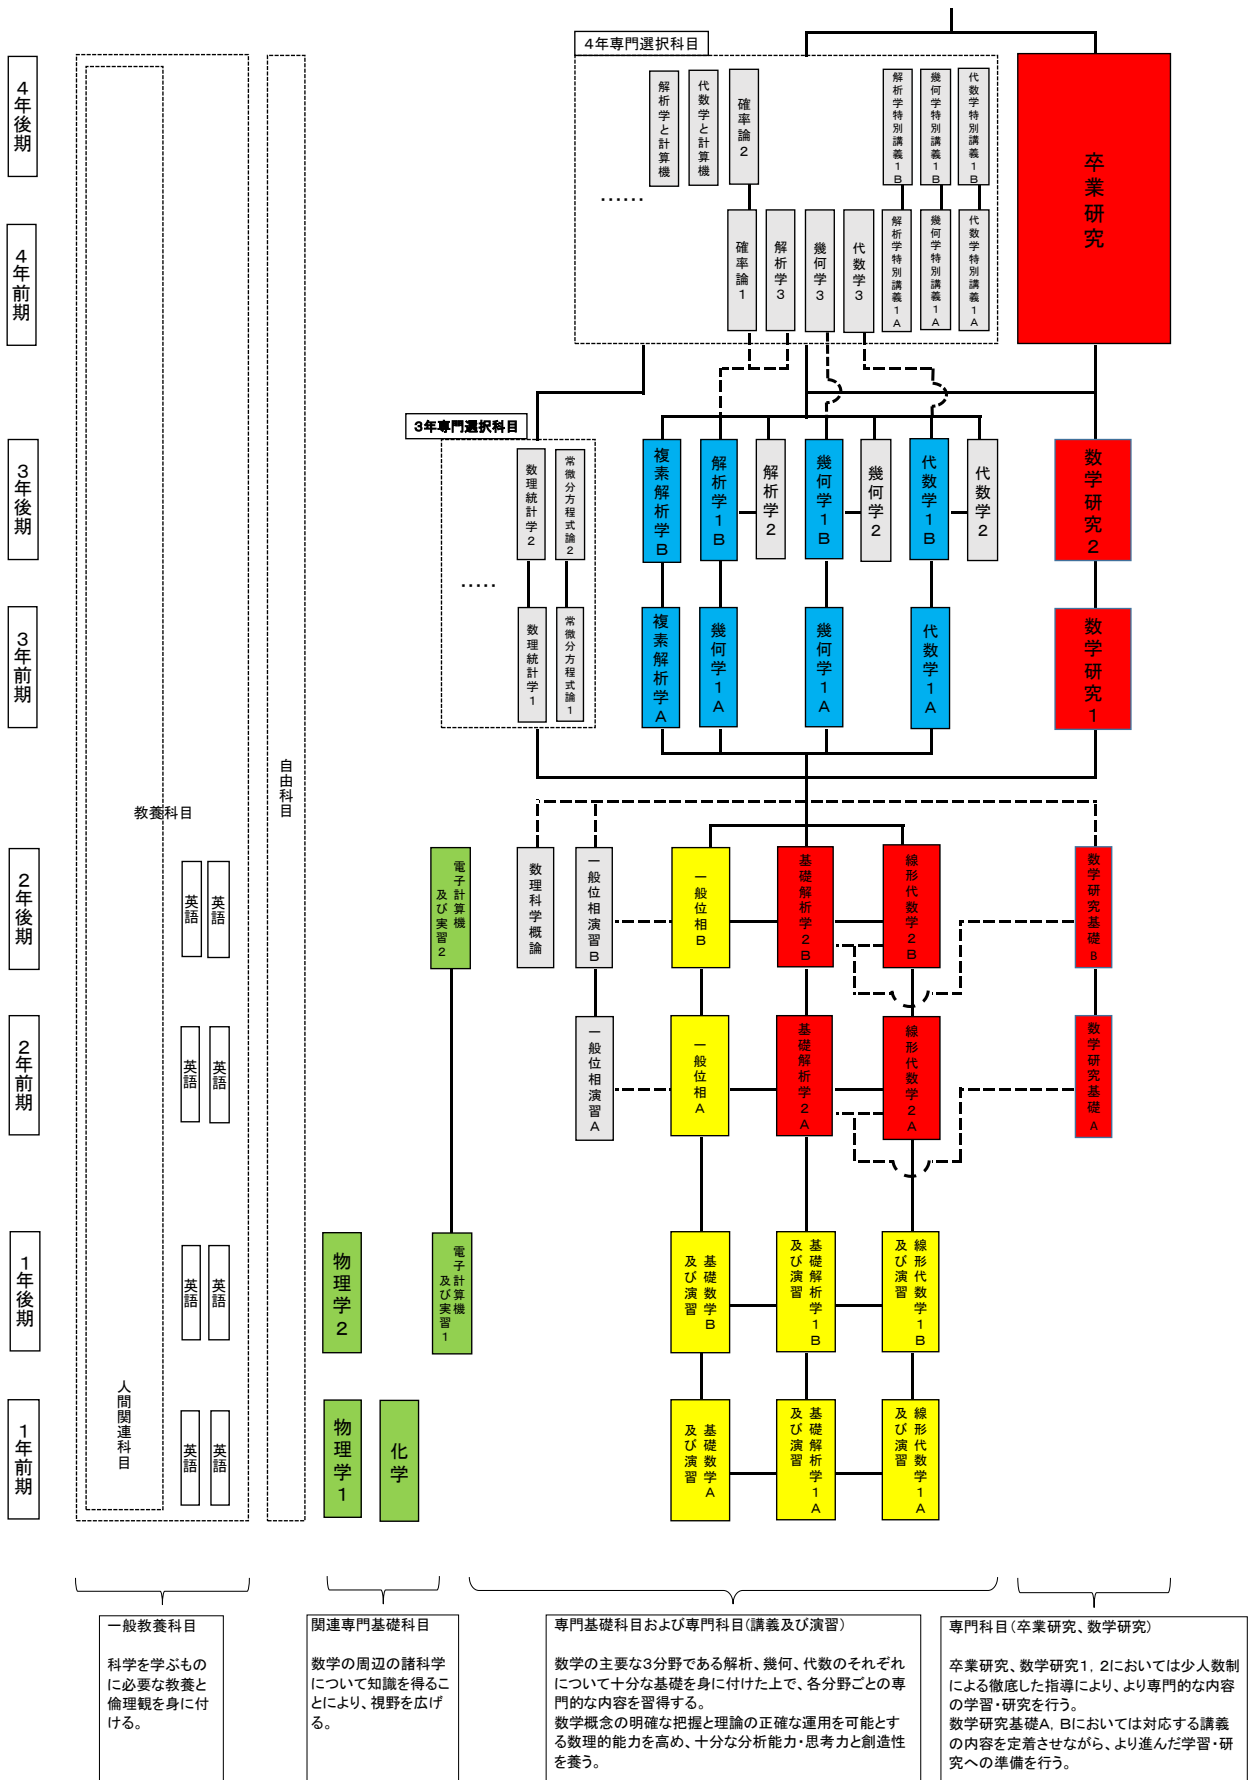 4年専門選択科目
4年後期
解析学と計算機
代数学と計算機
確率論2
解析学特別講義1B
幾何学特別講義1B
代数学特別講義1B
卒業研究
……
4年前期
確率論1
解析学3
幾何学3
代数学3
解析学特別講義1A
幾何学特別講義1A
代数学特別講義1A
3年専門選択科目
3年後期
数理統計学2
常微分方程式論2
複素解析学B
解析学1B
解析学2
幾何学1B
幾何学2
代数学1B
代数学2
数学研究2
…..
3年前期
数理統計学1
常微分方程式論1
複素解析学A
幾何学1A
幾何学1A
代数学1A
数学研究1
自由科目
教養科目
2年後期
英語
英語
電子計算機
及び実習2
数理科学概論
一般位相演習B
一般位相B
基礎解析学2B
線形代数学2B
数学研究基礎B
2年前期
英語
英語
一般位相演習A
一般位相A
基礎解析学2A
線形代数学2A
数学研究基礎A
1年後期
英語
英語
物理学2
電子計算機
及び実習1
基礎数学B
及び演習
基礎解析学1B
及び演習
線形代数学1B
及び演習
人間関連科目
1年前期
英語
英語
物理学1
化学
基礎数学A
及び演習
基礎解析学1A
及び演習
線形代数学1A
及び演習
一般教養科目
科学を学ぶもの
に必要な教養と
倫理観を身に付
ける。
関連専門基礎科目
数学の周辺の諸科学
について知識を得るこ
とにより、視野を広げ
る。
専門基礎科目および専門科目(講義及び演習)
数学の主要な3分野である解析、幾何、代数のそれぞれ
について十分な基礎を身に付けた上で、各分野ごとの専
門的な内容を習得する。
数学概念の明確な把握と理論の正確な運用を可能とす
る数理的能力を高め、十分な分析能力・思考力と創造性
を養う。
専門科目(卒業研究、数学研究)
卒業研究、数学研究1, 2においては少人数制
による徹底した指導により、より専門的な内容
の学習・研究を行う。
数学研究基礎A, Bにおいては対応する講義
の内容を定着させながら、より進んだ学習・研
究への準備を行う。